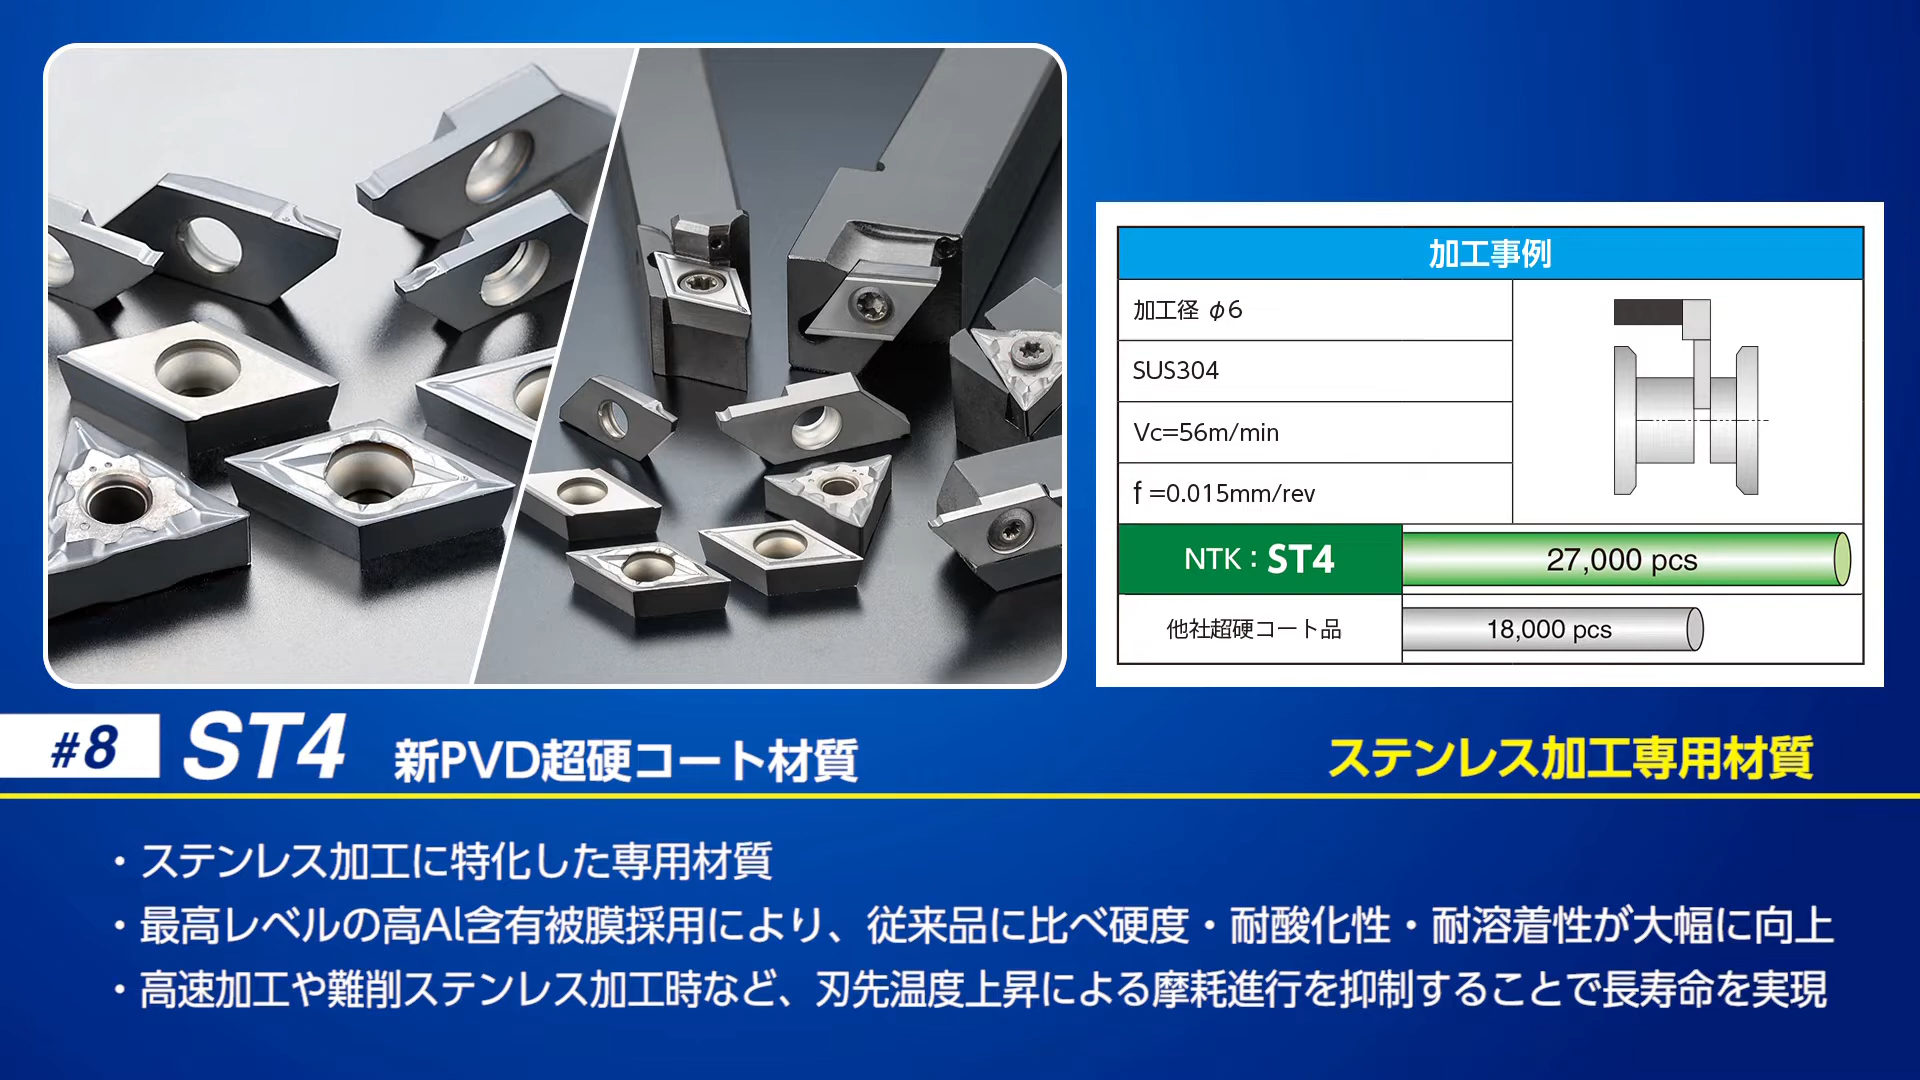 加工事例
加工径 φ6
SUS304
Vc=56m/min
f =0.015mm/rev
NTK：ST4
27,000 pcs
他社超硬コート品
18,000 pcs
#8
ST4 新PVD超硬コート材質
ステンレス加工専用材質
・ステンレス加工に特化した専用材質
・最高レベルの高Al含有被膜採用により、従来品に比べ硬度・耐酸化性・耐溶着性が大幅に向上
・高速加工や難削ステンレス加工時など、刃先温度上昇による摩耗進行を抑制することで長寿命を実現